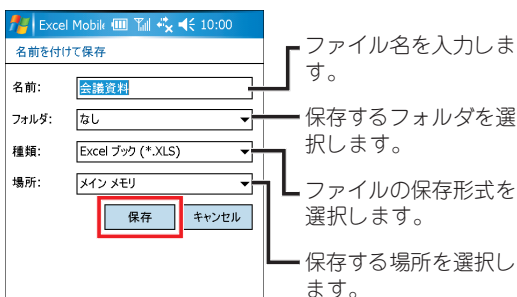 Excel Mobile 10:00
名前を付けて保存
名前: 会議資料
フォルダ: なし
種類: Excel ブック (*.XLS)
場所: メイン メモリ
保存 キャンセル
ファイル名を入力しま
す。
保存するフォルダを選
択します。
ファイルの保存形式を
選択します。
保存する場所を選択し
ます。